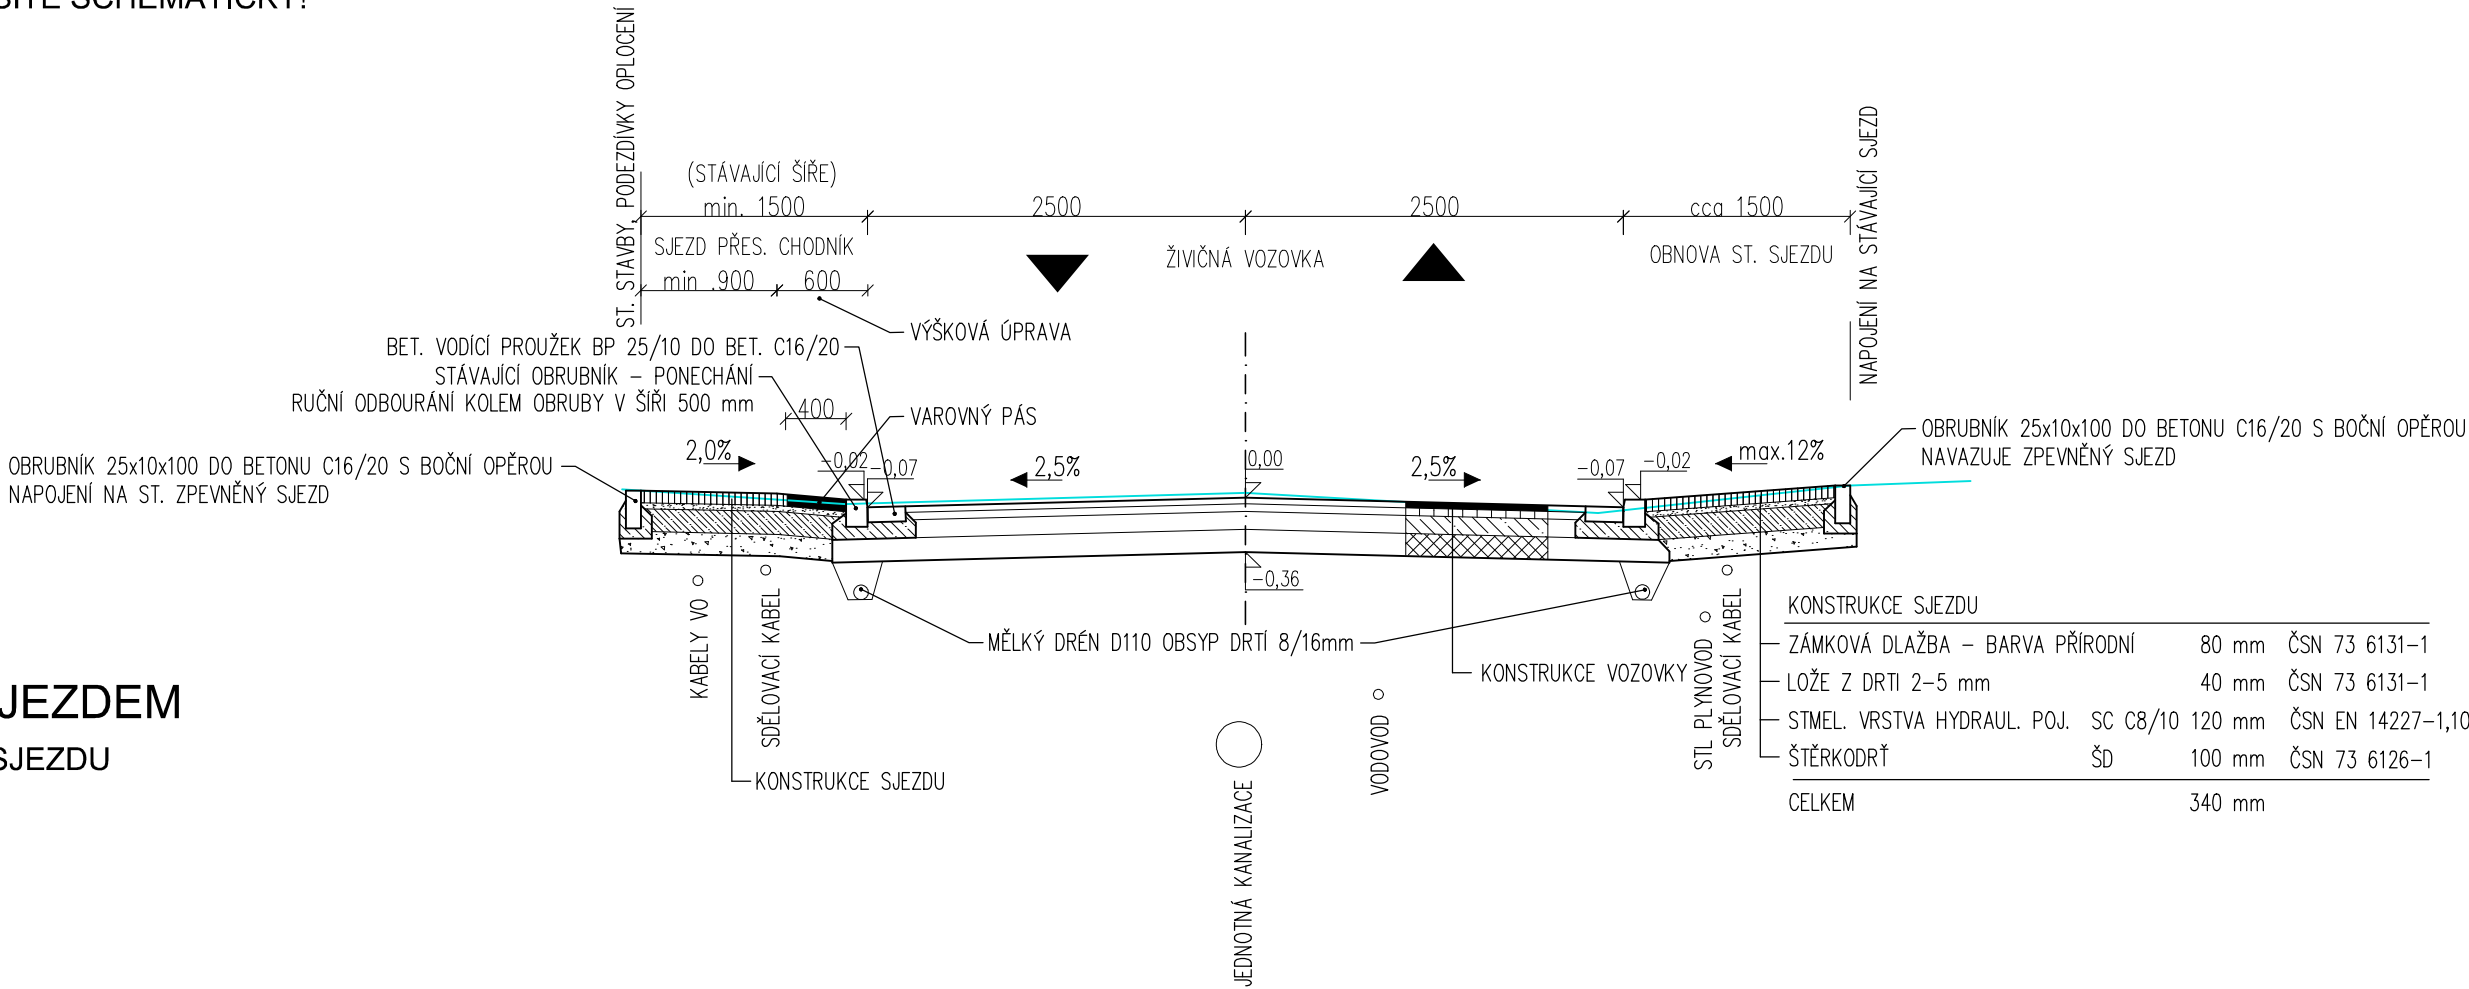 SÍTĚ SCHÉMATICKY!
ST. STAVBY, PODEZDÍVKY OPLOCENÍ
NAPOJENÍ NA STÁVAJÍCÍ SJEZD
(STÁVAJÍCÍ ŠÍŘE)
min. 1500
2500
2500
cca 1500
SJEZD PŘES. CHODNÍK
ŽIVIČNÁ VOZOVKA
OBNOVA ST. SJEZDU
min .900
600
VÝŠKOVÁ ÚPRAVA
BET. VODÍCÍ PROUŽEK BP 25/10 DO BET. C16/20
STÁVAJÍCÍ OBRUBNÍK – PONECHÁNÍ
RUČNÍ ODBOURÁNÍ KOLEM OBRUBY V ŠÍŘI 500 mm
400
VAROVNÝ PÁS
OBRUBNÍK 25x10x100 DO BETONU C16/20 S BOČNÍ OPĚROU
NAPOJENÍ NA ST. ZPEVNĚNÝ SJEZD
2,0%
-0,02
-0,07
2,5%
0,00
2,5%
-0,07
-0,02
max.12%
OBRUBNÍK 25x10x100 DO BETONU C16/20 S BOČNÍ OPĚROU
NAVAZUJE ZPEVNĚNÝ SJEZD
-0,36
KABELY VO
SDĚLOVACÍ KABEL
MĚLKÝ DRÉN D110 OBSYP DRTÍ 8/16mm
KONSTRUKCE VOZOVKY
KONSTRUKCE SJEZDU
JEDNOTNÁ KANALIZACE
VODOVOD
STL PLYNOVOD
SDĚLOVACÍ KABEL
KONSTRUKCE SJEZDU
ZÁMKOVÁ DLAŽBA – BARVA PŘÍRODNÍ 80 mm ČSN 73 6131-1
LOŽE Z DRTI 2-5 mm 40 mm ČSN 73 6131-1
STMEL. VRSTVA HYDRAUL. POJ. SC C8/10 120 mm ČSN EN 14227-1,10
ŠTĚRKODRŤ ŠD 100 mm ČSN 73 6126-1
CELKEM 340 mm
JEZDEM
SJEZDU